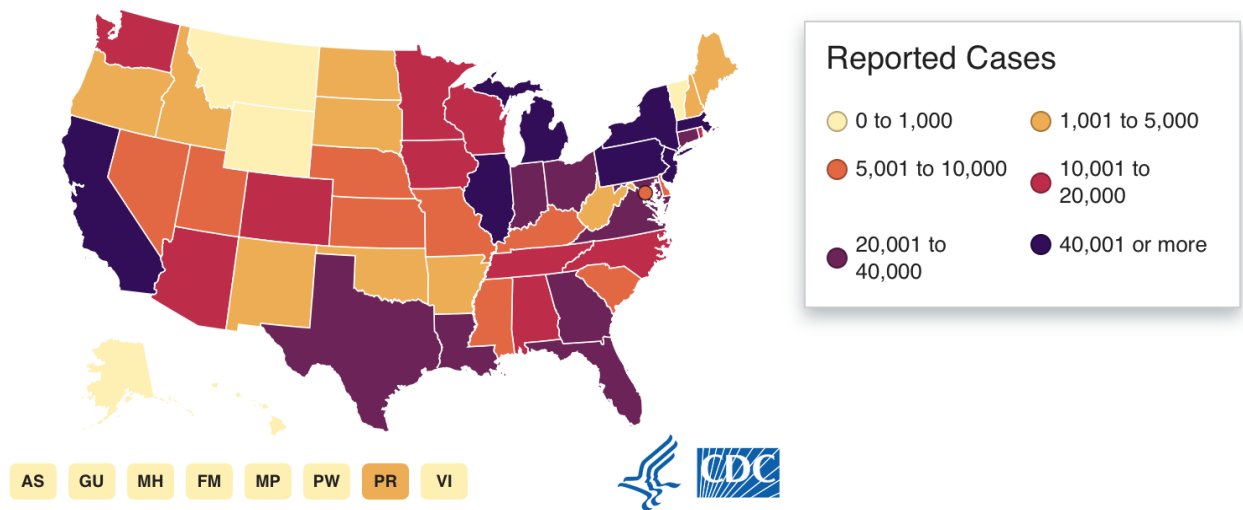 Reported Cases
0 to 1,000
1,001 to 5,000
5,001 to 10,000
10,001 to
20,000
20,001 to
40,000
40,001 or more
AS
GU
MH
FM
MP
PW
PR
VI
CDC